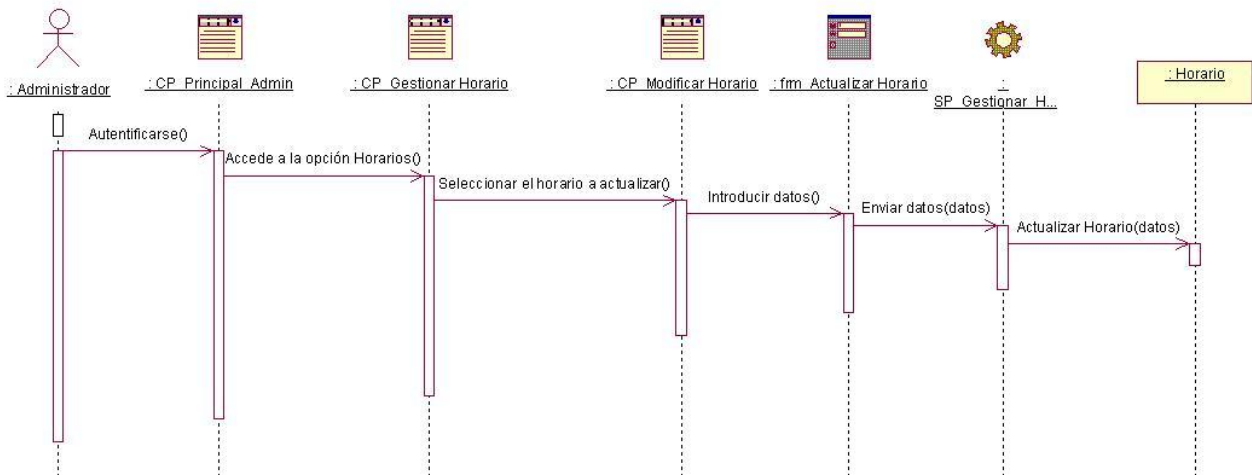 : Administrador
: CP_Principal_Admin
: CP_Gestionar Horario
: CP_Modificar Horario
: frm_Actualizar Horario
:
SP_Gestionar_H...
: Horario
Autentificarse()
Accede a la opción Horarios()
Seleccionar el horario a actualizar()
Introducir datos()
Enviar datos(datos)
Actualizar Horario(datos)